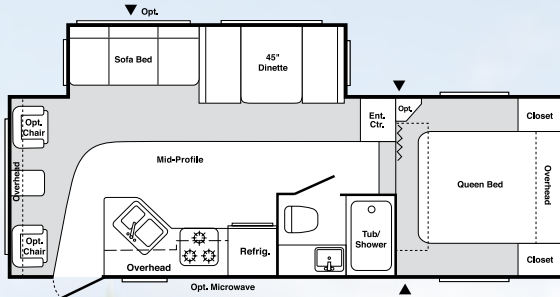 Opt.
Sofa Bed
45"
Dinette
Opt.
Chair
Ent.
Ctr.
Opt.
Closet
Mid-Profile
Overhead
Queen Bed
Overhead
Opt.
Chair
Tub/
Shower
Refrig.
Overhead
Closet
Opt. Microwave